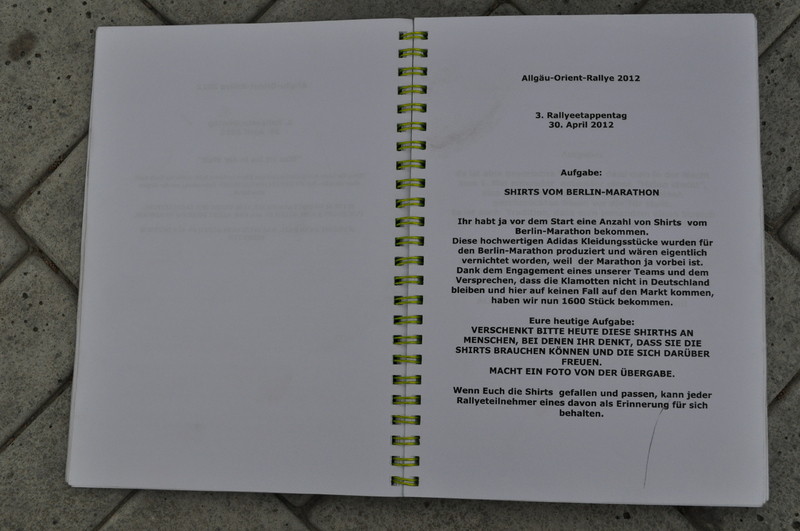 Allgäu-Orient-Rallye 2012
3. Rallyeetappentag
30. April 2012
Aufgabe:
SHIRTS VOM BERLIN-MARATHON
Ihr habt ja vor dem Start eine Anzahl von Shirts vom
Berlin-Marathon bekommen.
Diese hochwertigen Adidas Kleidungsstücke wurden für
den Berlin-Marathon produziert und wären eigentlich
vernichtet worden, weil der Marathon ja vorbei ist.
Dank dem Engagement eines unserer Teams und dem
Versprechen, dass die Klamotten nicht in Deutschland
bleiben und hier auf keinen Fall auf den Markt kommen,
haben wir nun 1600 Stück bekommen.
Eure heutige Aufgabe:
VERSCHENKT BITTE HEUTE DIESE SHIRTHS AN
MENSCHEN, BEI DENEN IHR DENKT, DASS SIE DIE
SHIRTS BRAUCHEN KÖNNEN UND DIE SICH DARÜBER
FREUEN.
MACHT EIN FOTO VON DER ÜBERGABE.
Wenn Euch die Shirts gefallen und passen, kann jeder
Rallyeteilnehmer eines davon als Erinnerung für sich
behalten.